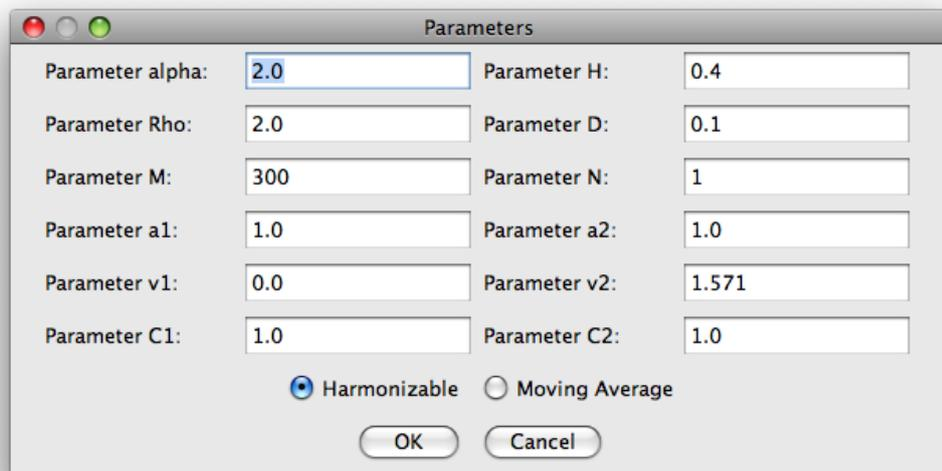 Parameters
Parameter alpha: 2.0 Parameter H: 0.4
Parameter Rho: 2.0 Parameter D: 0.1
Parameter M: 300 Parameter N: 1
Parameter a1: 1.0 Parameter a2: 1.0
Parameter v1: 0.0 Parameter v2: 1.571
Parameter C1: 1.0 Parameter C2: 1.0
Harmonizable Moving Average
OK Cancel